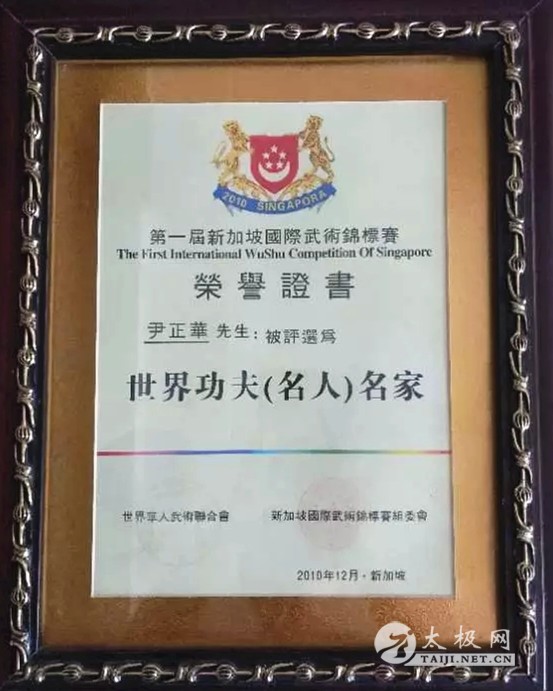 2010 SINGAPORA
第一屆新加坡國際武術錦標賽
The First International WuShu Competition Of Singapore
榮譽證書
尹正華 先生：被評選爲
世界功夫(名人)名家
世界華人武術聯合會 新加坡國際武術錦標賽組委會
2010年12月·新加坡
太极网
TAIJI.NET.CN